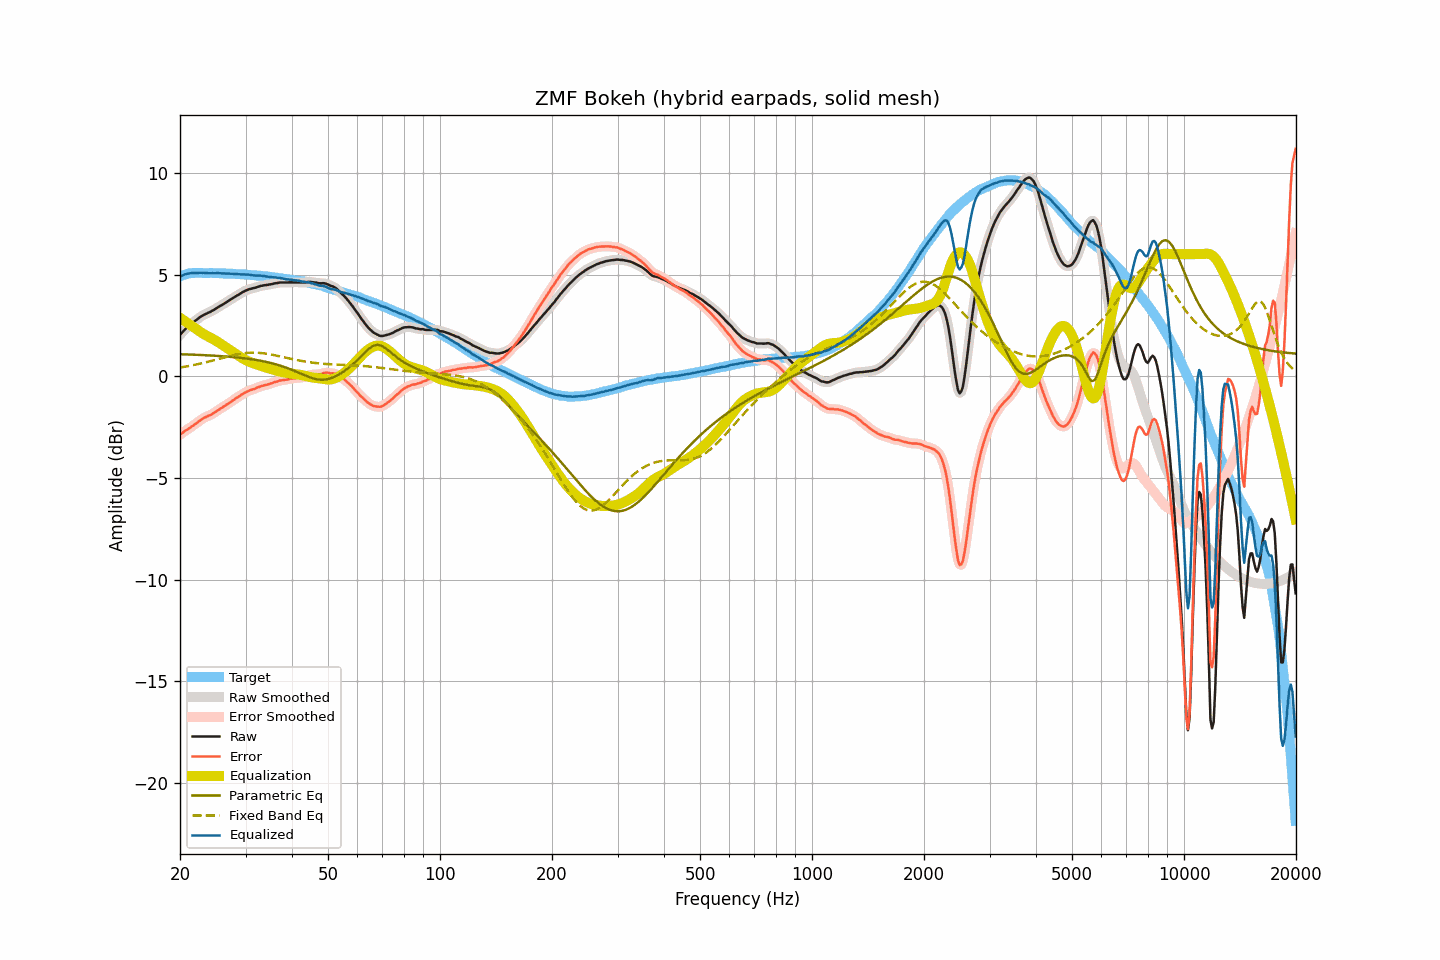 ZMF Bokeh (hybrid earpads, solid mesh)
Amplitude (dBr)
10
5
0
−5
−10
−15
−20
Target
Raw Smoothed
Error Smoothed
Raw
Error
Equalization
Parametric Eq
Fixed Band Eq
Equalized
20 50 100 200 500 1000 2000 5000 10000 20000
Frequency (Hz)